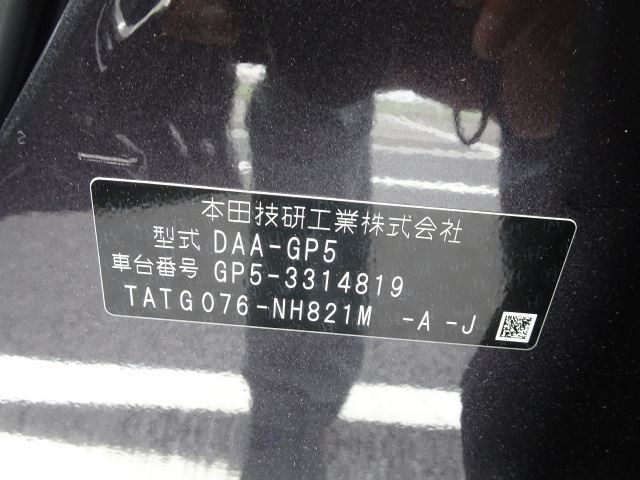 本田技研工業株式会社
型式 DAA-GP5
車台番号 GP5-3314819
TATG076-NH821M -A -J